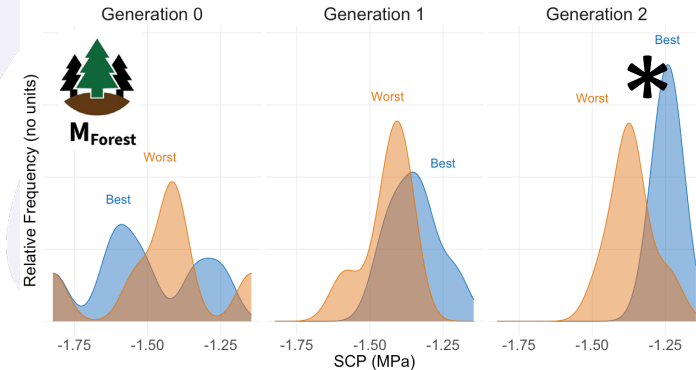 Generation 0
Generation 1
Generation 2
Relative Frequency (no units)
MForest
Worst
Best
Worst
Best
Worst
Best
*
-1.75 -1.50 -1.25
-1.75 -1.50 -1.25
-1.75 -1.50 -1.25
SCP (MPa)